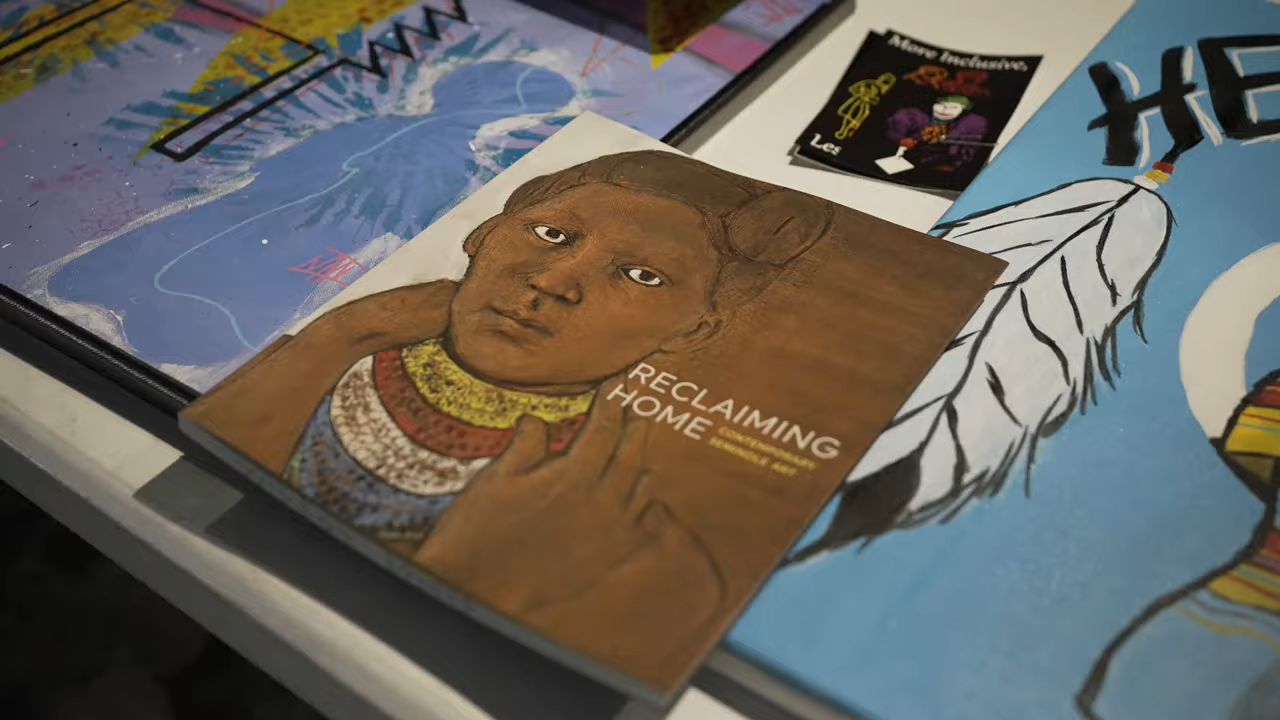 More Inclusive,
Les
HE
RECLAIMING
HOME
CONTEMPORARY
SEMINOLE ART